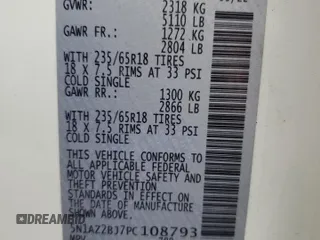 GVWR: 2318 KG
5110 LB
GAWR FR.: 1272 KG
2804 LB
WITH 235/65R18 TIRES
18 X 7.5 RIMS AT 33 PSI
COLD SINGLE
GAWR RR.: 1300 KG
2866 LB
WITH 235/65R18 TIRES
18 X 7.5 RIMS AT 33 PSI
COLD SINGLE
THIS VEHICLE CONFORMS TO
ALL APPLICABLE FEDERAL
MOTOR VEHICLE SAFETY AND
THEFT PREVENTION
STANDARDS IN EFFECT ON
THE DATE OF MANUFACTURE
SHOWN ABOVE.
5N1AZ2BJ7PC108793
MPV
DREAMBID